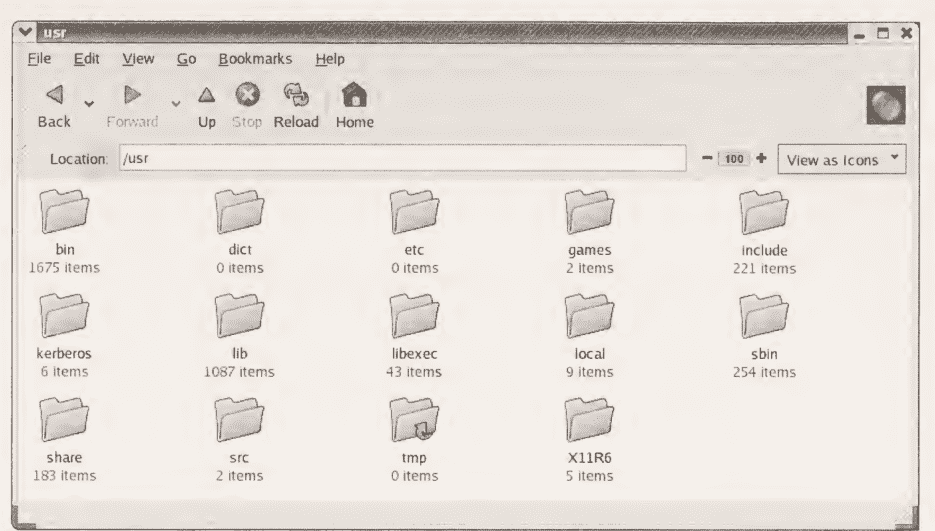 usr
File Edit View Go Bookmarks Help
Back Forward Up Stop Reload Home
Location: /usr 100 View as Icons
bin dict etc games include
1675 items 0 items 0 items 2 items 221 items
kerberos lib libexec local sbin
6 items 1087 items 43 items 9 items 254 items
share src tmp X11R6
183 items 2 items 0 items 5 items